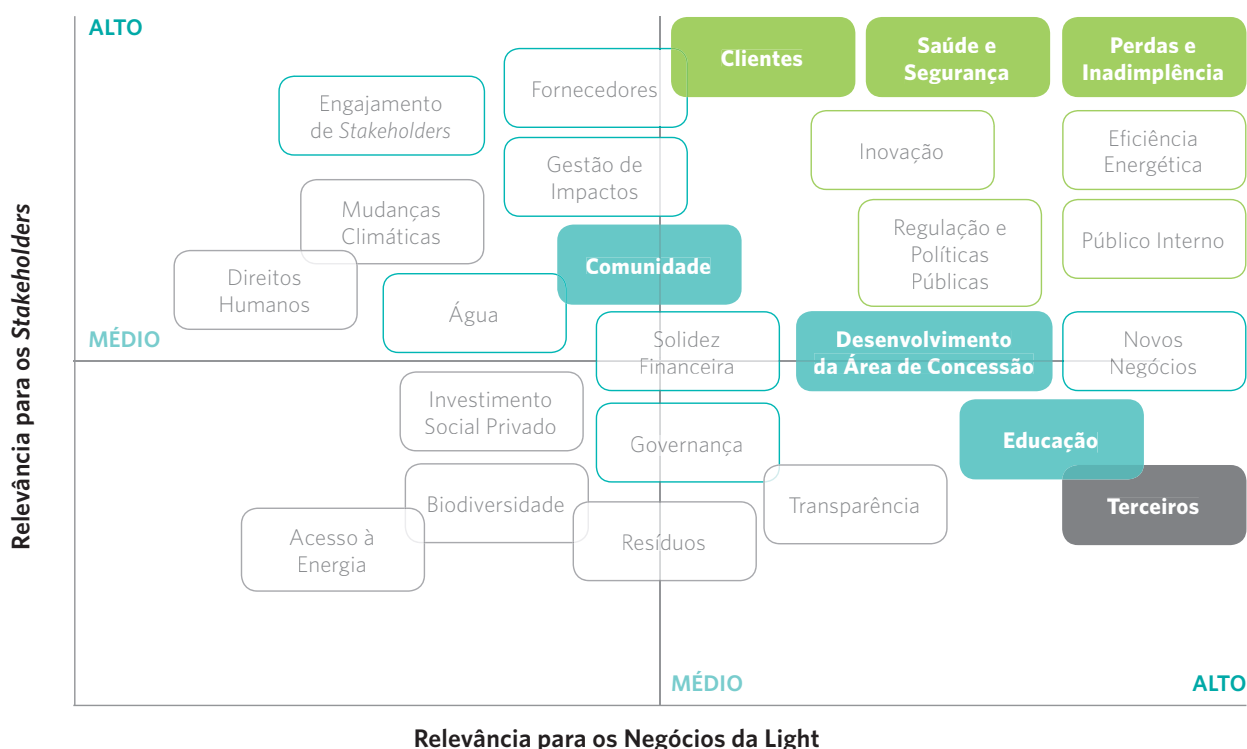 ALTO
Clientes
Saúde e
Segurança
Perdas e
Inadimplência
Fornecedores
Engajamento
de Stakeholders
Inovação
Eficiência
Energética
Gestão de
Impactos
Mudanças
Climáticas
Regulação e
Políticas
Públicas
Público Interno
Comunidade
Direitos
Humanos
Água
MÉDIO
Solidez
Financeira
Desenvolvimento
da Área de Concessão
Novos
Negócios
Investimento
Social Privado
Governança
Educação
Biodiversidade
Transparência
Terceiros
Acesso à
Energia
Resíduos
MÉDIO
ALTO
Relevância para os Stakeholders
Relevância para os Negócios da Light